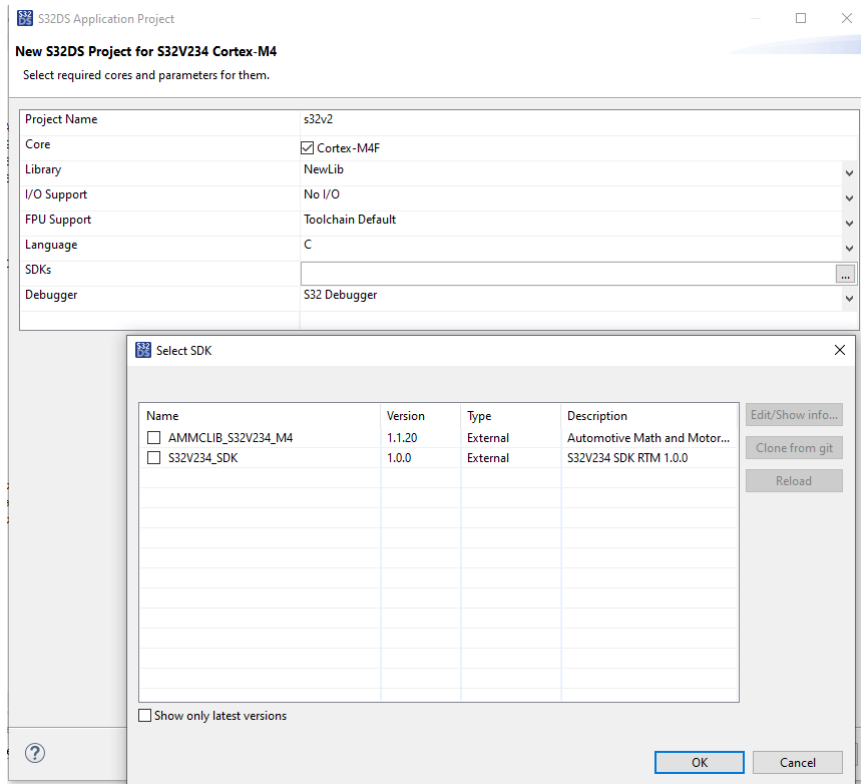 S32DS Application Project
New S32DS Project for S32V234 Cortex-M4
Select required cores and parameters for them.
Project Name s32v2
Core Cortex-M4F
Library NewLib
I/O Support No I/O
FPU Support Toolchain Default
Language C
SDKs ...
Debugger S32 Debugger
S32 DS Select SDK
Name Version Type Description
AMMCLIB_S32V234_M4 1.1.20 External Automotive Math and Motor...
S32V234_SDK 1.0.0 External S32V234 SDK RTM 1.0.0
Edit/Show info...
Clone from git
Reload
Show only latest versions
?
OK Cancel